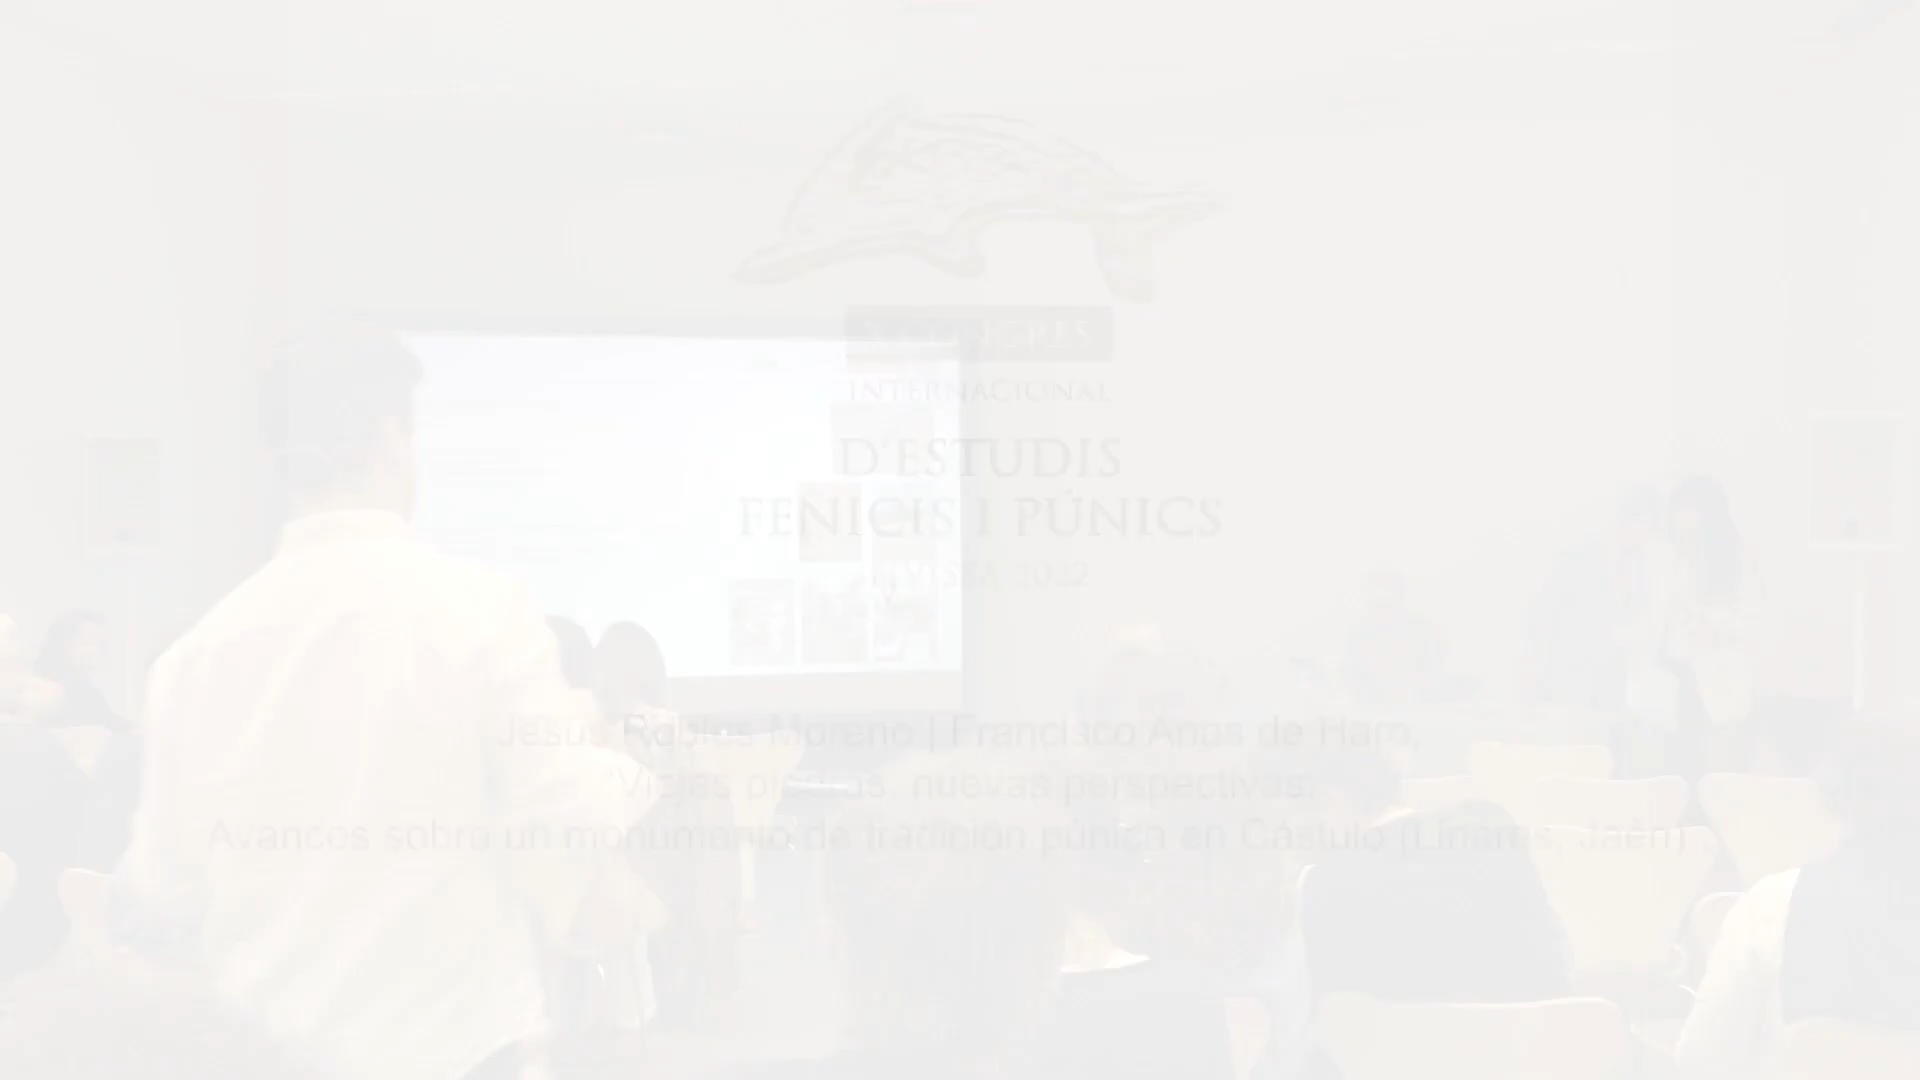 X CONGRÉS
INTERNACIONAL
D'ESTUDIS
FENICIS I PÚNICS
EIVISSA 2022
Jesús Robles Moreno | Francisco Arias de Haro,
"Viejas piedras, nuevas perspectivas.
Avances sobre un monumento de tradición púnica en Cástulo (Linares, Jaén)